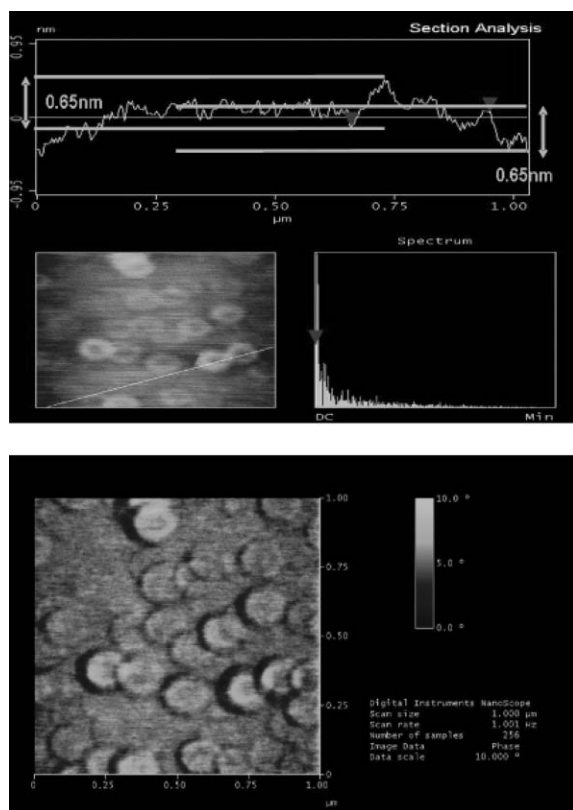 nm
Section Analysis
0.95
0
-0.95
0.65nm
0.65nm
0
0.25
0.50
0.75
1.00
µm
Spectrum
DC
Min
1.00
0.75
0.50
0.25
0
0
0.25
0.50
0.75
1.00
µm
10.0 °
5.0 °
0.0 °
Digital Instruments NanoScope
Scan size 1.000 µm
Scan rate 1.001 Hz
Number of samples 256
Image Data Phase
Data scale 10.000 °